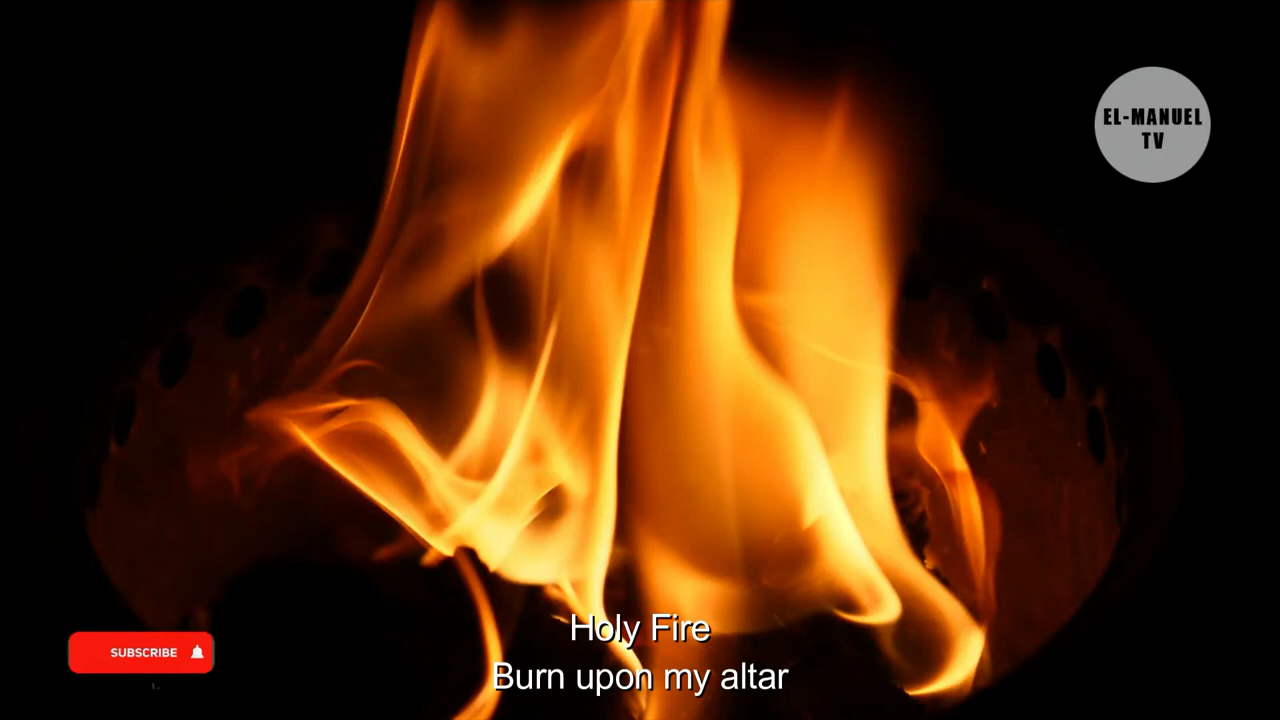 EL-MANUEL
TV
Holy Fire
Burn upon my altar
SUBSCRIBE